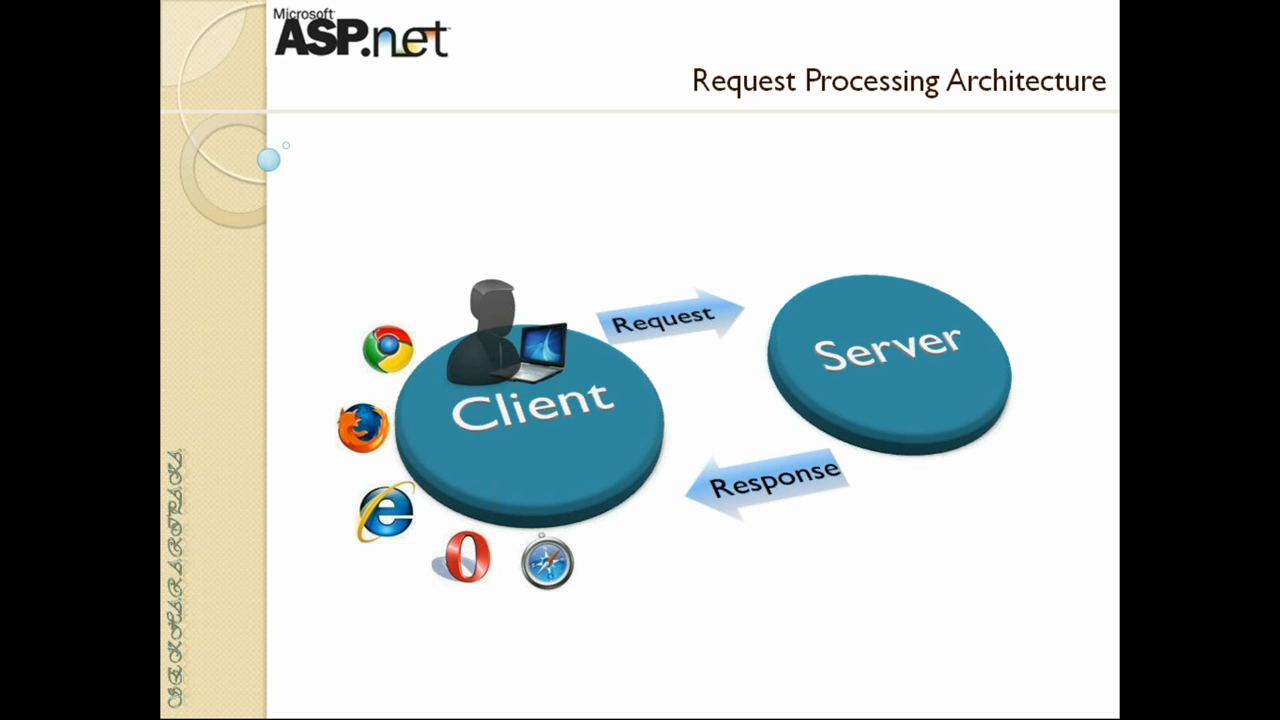 Microsoft
ASP.net
Request Processing Architecture
Request
Server
Client
Response